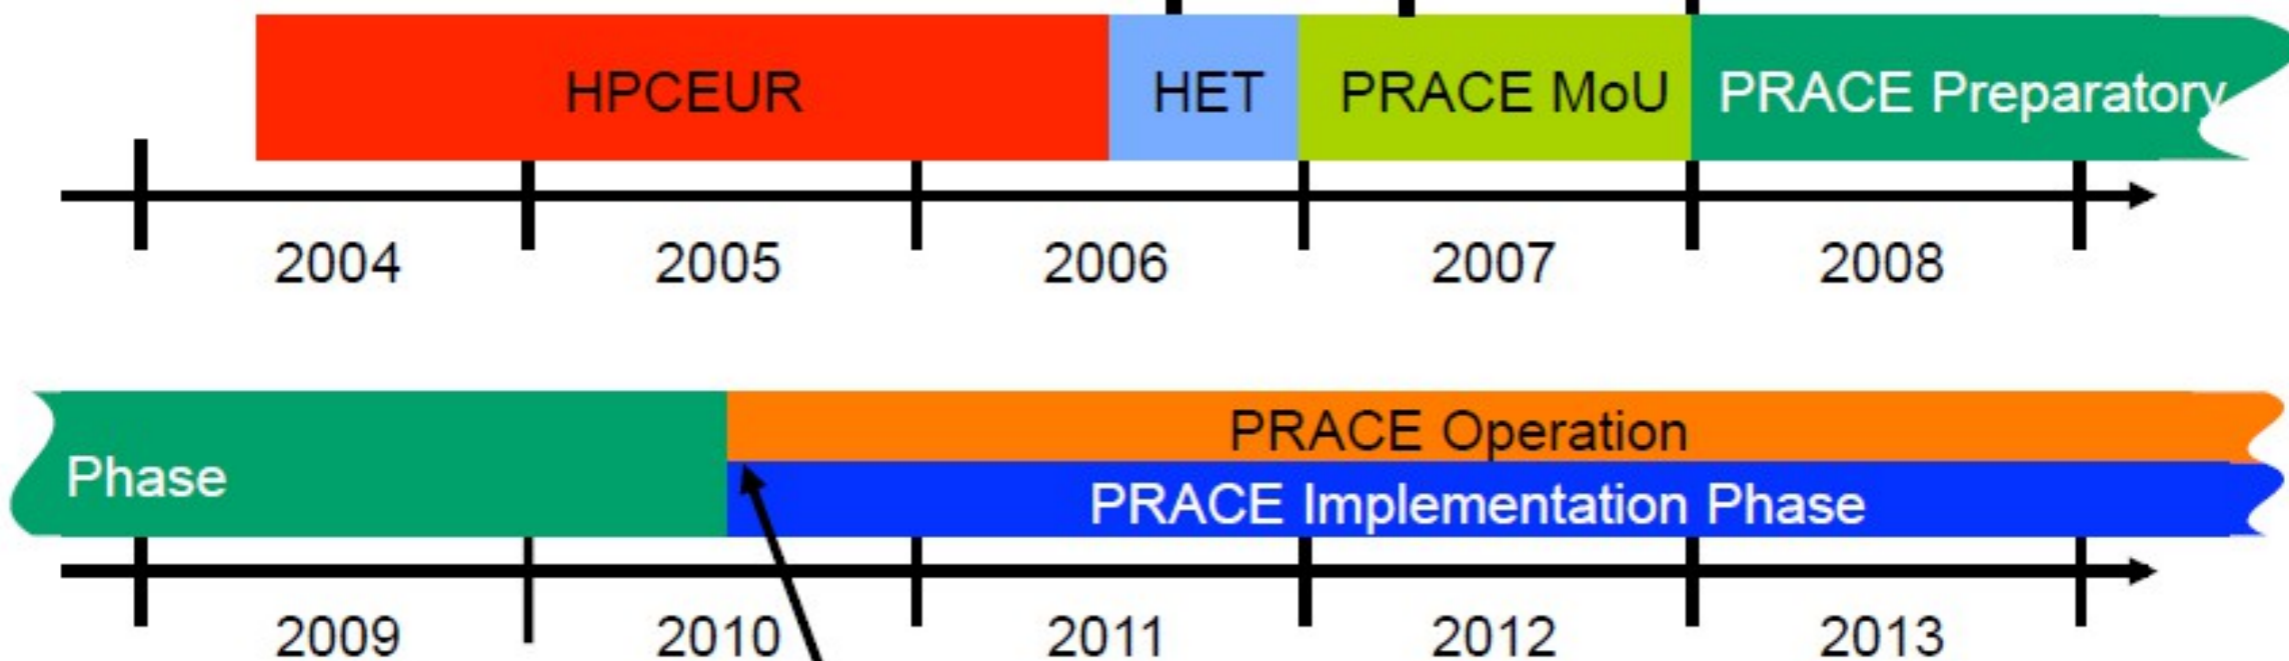 HPCEUR HET PRACE MoU PRACE Preparatory
2004 2005 2006 2007 2008
PRACE Operation
Phase
PRACE Implementation Phase
2009 2010 2011 2012 2013